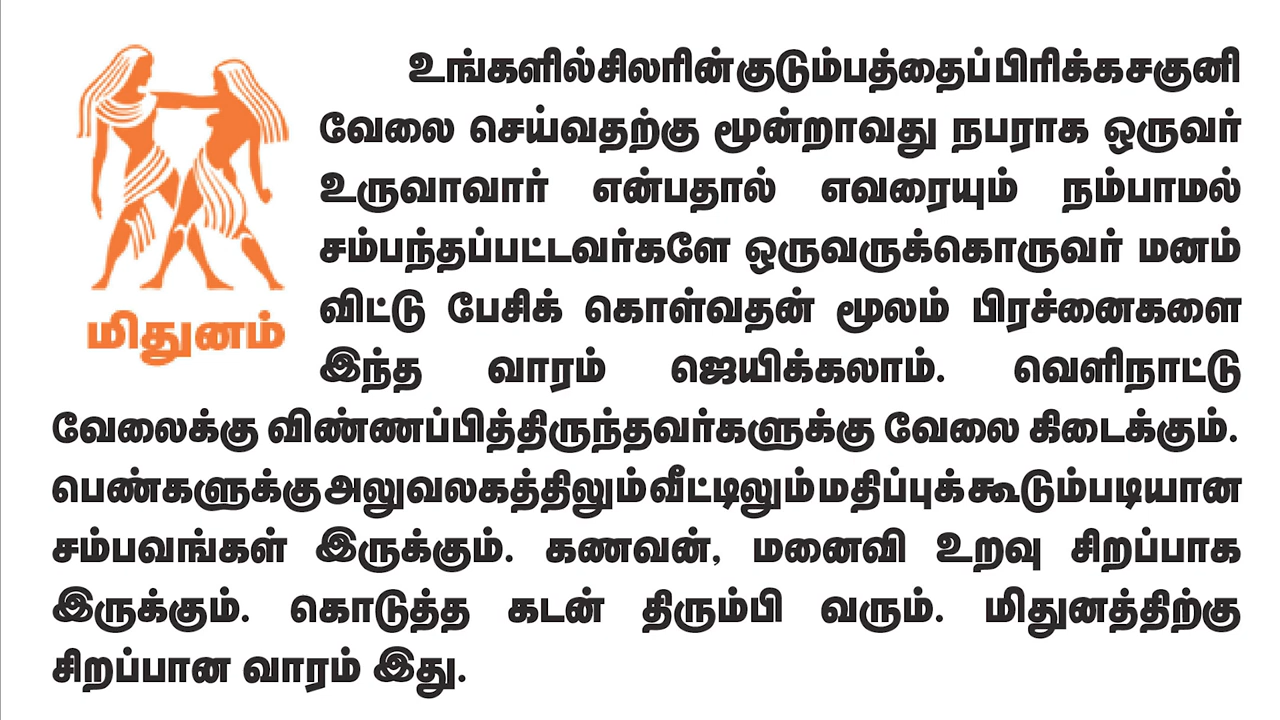 உங்களில் சிலரின் குடும்பத்தைப் பிரிக்க சகுனி
வேலை செய்வதற்கு மூன்றாவது நபராக ஒருவர்
உருவாவார் என்பதால் எவரையும் நம்பாமல்
சம்பந்தப்பட்டவர்களே ஒருவருக்கொருவர் மனம்
விட்டு பேசிக் கொள்வதன் மூலம் பிரச்னைகளை
இந்த வாரம் ஜெயிக்கலாம். வெளிநாட்டு
மிதுனம்
வேலைக்கு விண்ணப்பித்திருந்தவர்களுக்கு வேலை கிடைக்கும்.
பெண்களுக்கு அலுவலகத்திலும் வீட்டிலும் மதிப்புக் கூடும்படியான
சம்பவங்கள் இருக்கும். கணவன், மனைவி உறவு சிறப்பாக
இருக்கும். கொடுத்த கடன் திரும்பி வரும். மிதுனத்திற்கு
சிறப்பான வாரம் இது.